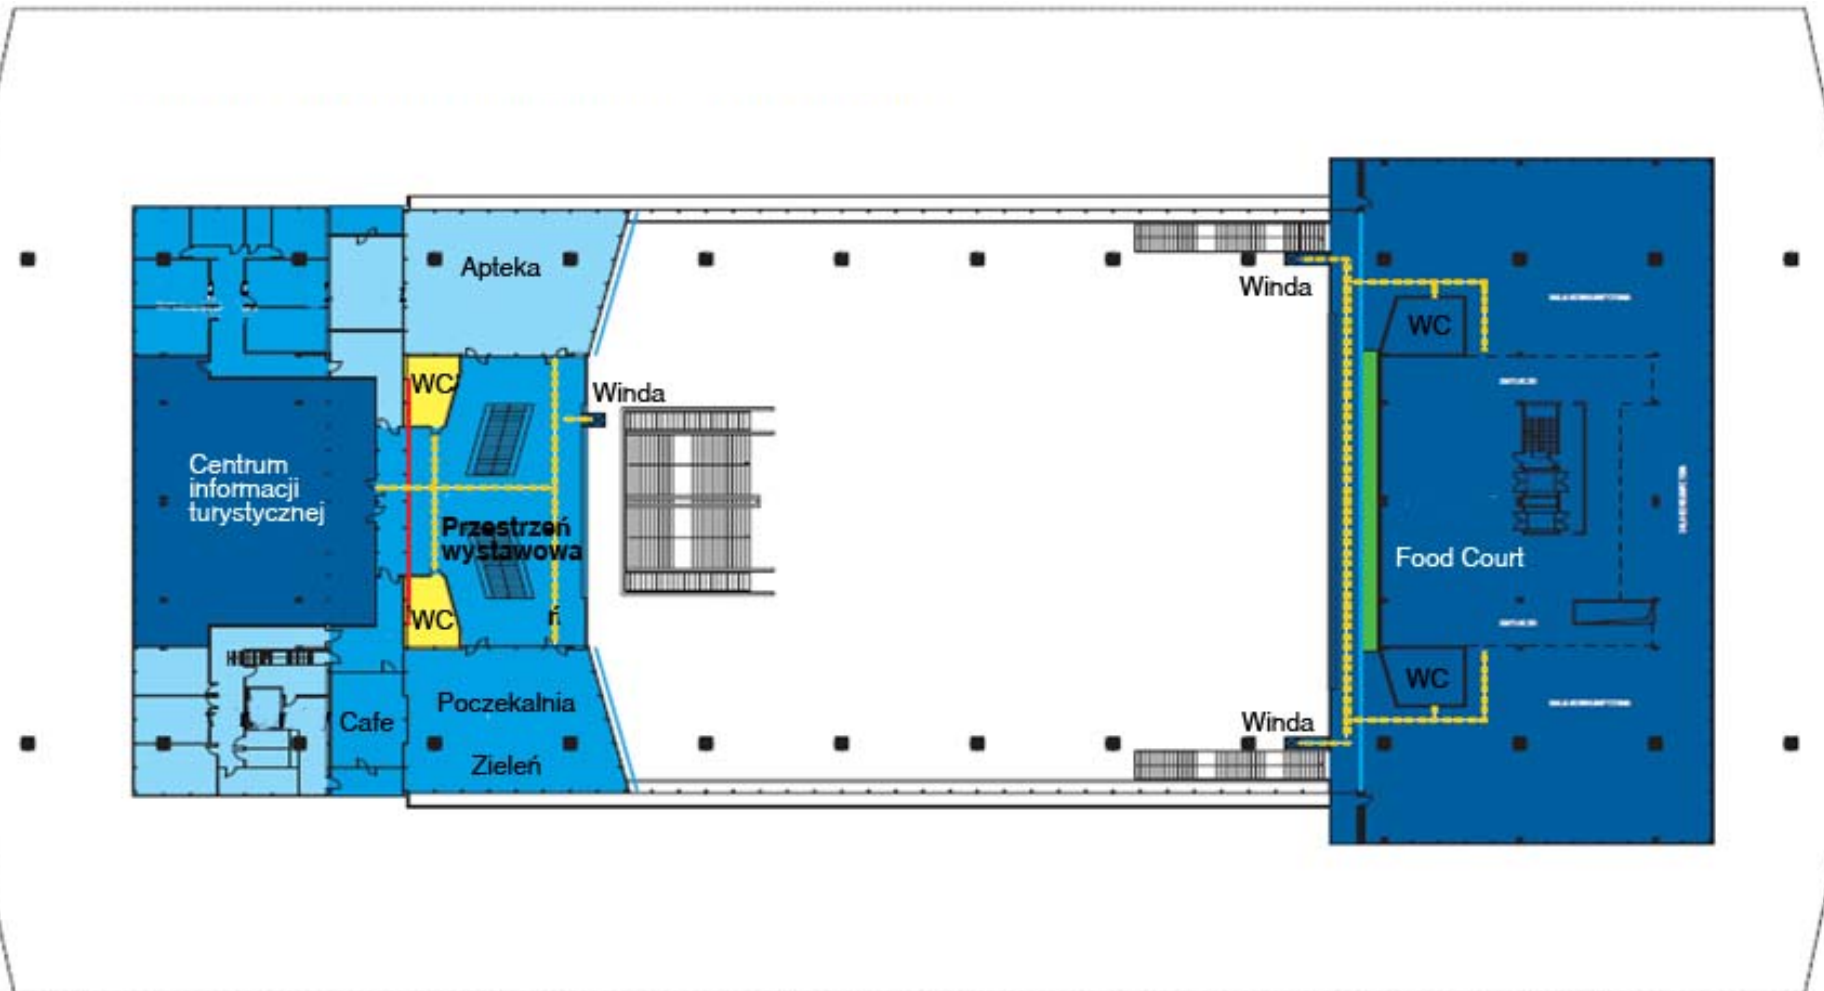 Apteka
Winda
WC
WC
Winda
Centrum
informacji
turystycznej
Przestrzeń
wystawowa
Food Court
WC
ń
WC
Poczekalnia
Cafe
Winda
Zieleń